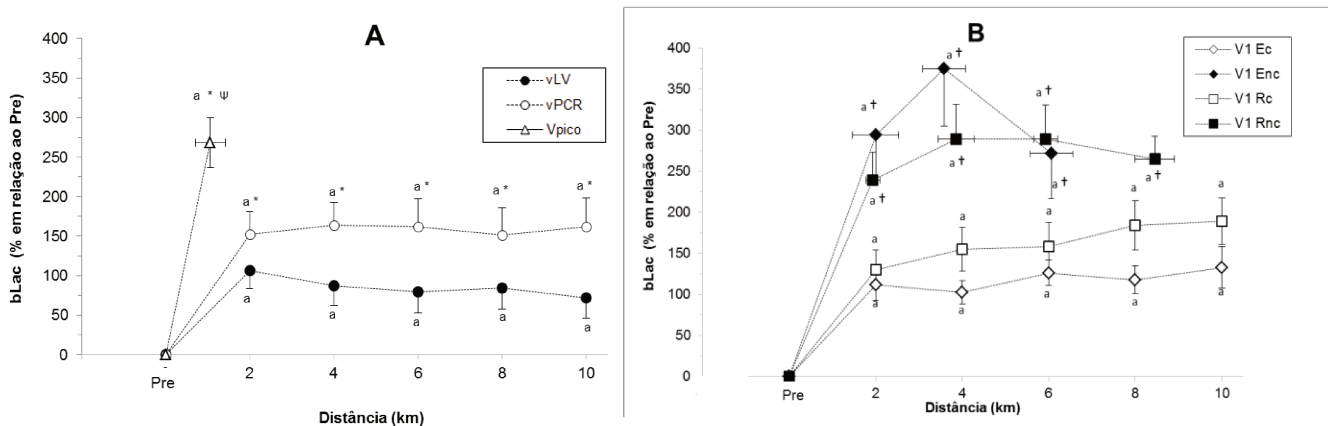 A
bLac (% em relação ao Pre)
400
350
300
250
200
150
100
50
0
a * Ψ
a *
a *
a *
a *
a *
a
a
a
a
a
vLV
vPCR
Vpico
Pre
2
4
6
8
10
Distância (km)
B
bLac (% em relação ao Pre)
400
350
300
250
200
150
100
50
0
a †
a †
a †
a †
a †
a †
a
a
a
a
a
a
a
a
a
a
V1 Ec
V1 Enc
V1 Rc
V1 Rnc
Pre
2
4
6
8
10
Distância (km)